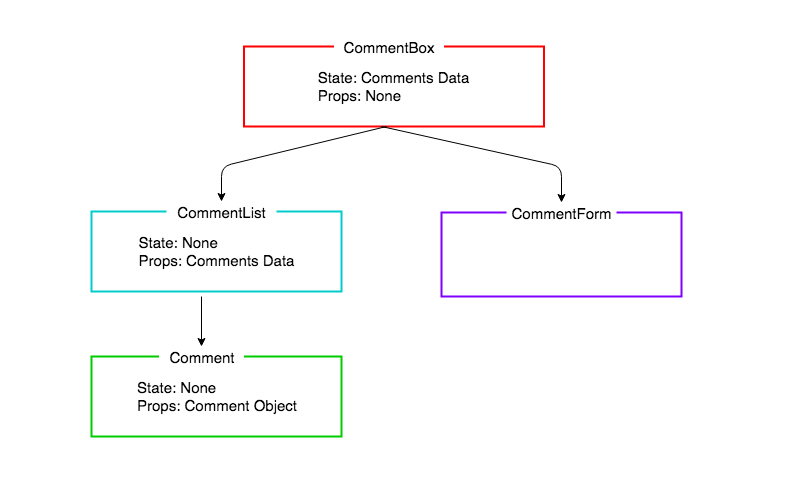 CommentBox
State: Comments Data
Props: None
CommentList
State: None
Props: Comments Data
CommentForm
Comment
State: None
Props: Comment Object